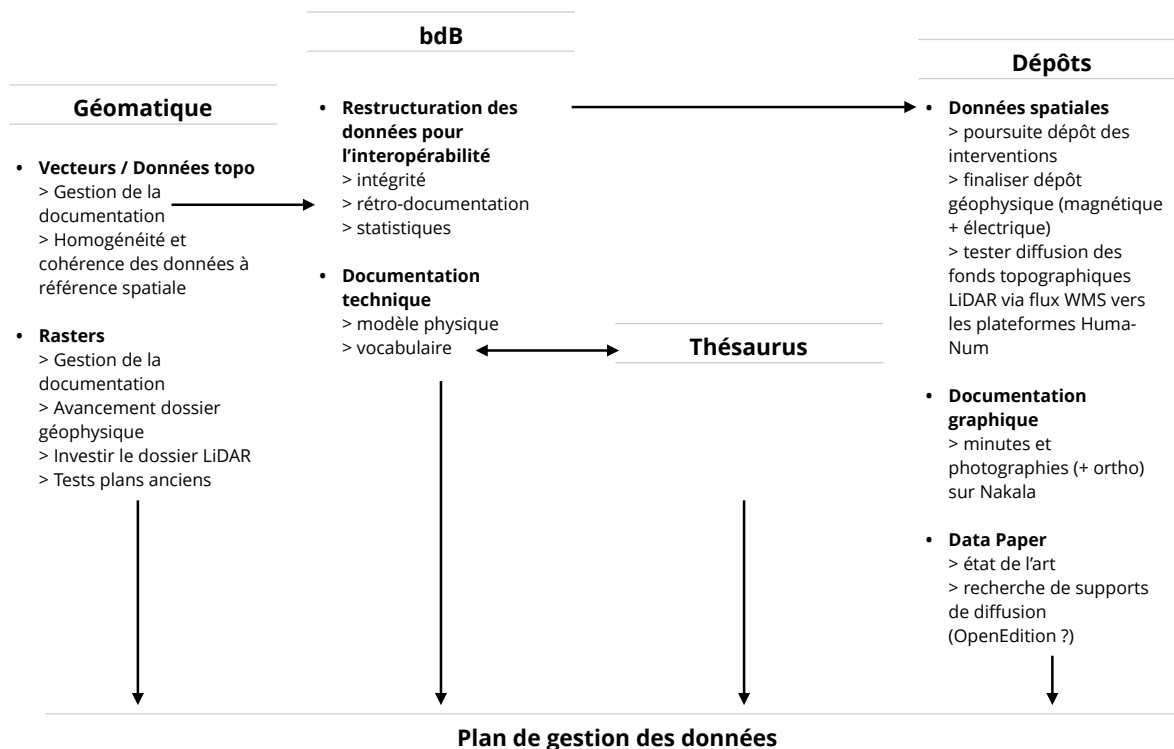 Géomatique
• Vecteurs / Données topo
> Gestion de la
documentation
> Homogénéité et
cohérence des données à
référence spatiale
• Rasters
> Gestion de la
documentation
> Avancement dossier
géophysique
> Investir le dossier LiDAR
> Tests plans anciens
bdB
• Restructuration des
données pour
l’interopérabilité
> intégrité
> rétro-documentation
> statistiques
• Documentation
technique
> modèle physique
> vocabulaire
Thésaurus
Dépôts
• Données spatiales
> poursuite dépôt des
interventions
> finaliser dépôt
géophysique (magnétique
+ électrique)
> tester diffusion des
fonds topographiques
LiDAR via flux WMS vers
les plateformes Huma-
Num
• Documentation
graphique
> minutes et
photographies (+ ortho)
sur Nakala
• Data Paper
> état de l’art
> recherche de supports
de diffusion
(OpenEdition ?)
Plan de gestion des données